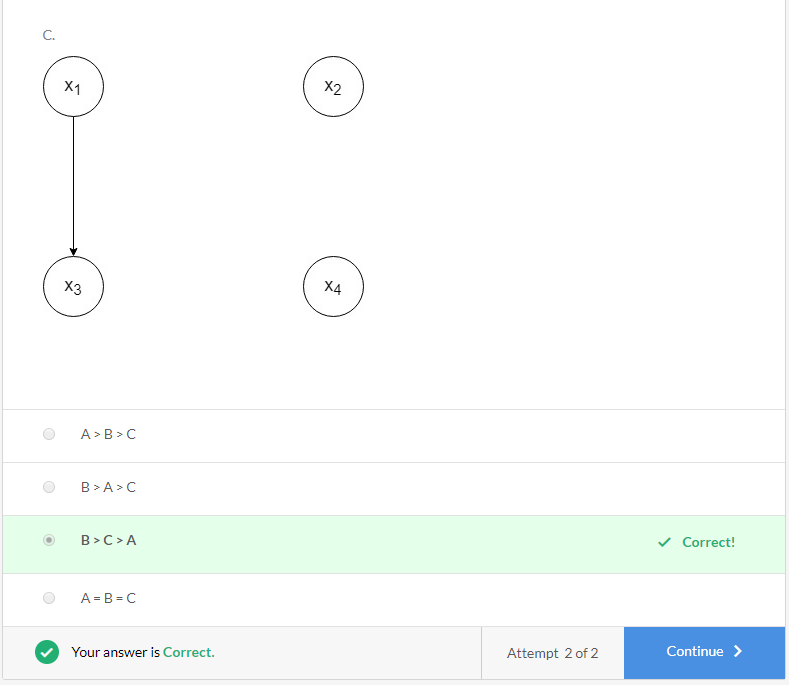 C.
x1 x2
x3 x4
A > B > C
B > A > C
B > C > A Correct!
A = B = C
Your answer is Correct. Attempt 2 of 2 Continue